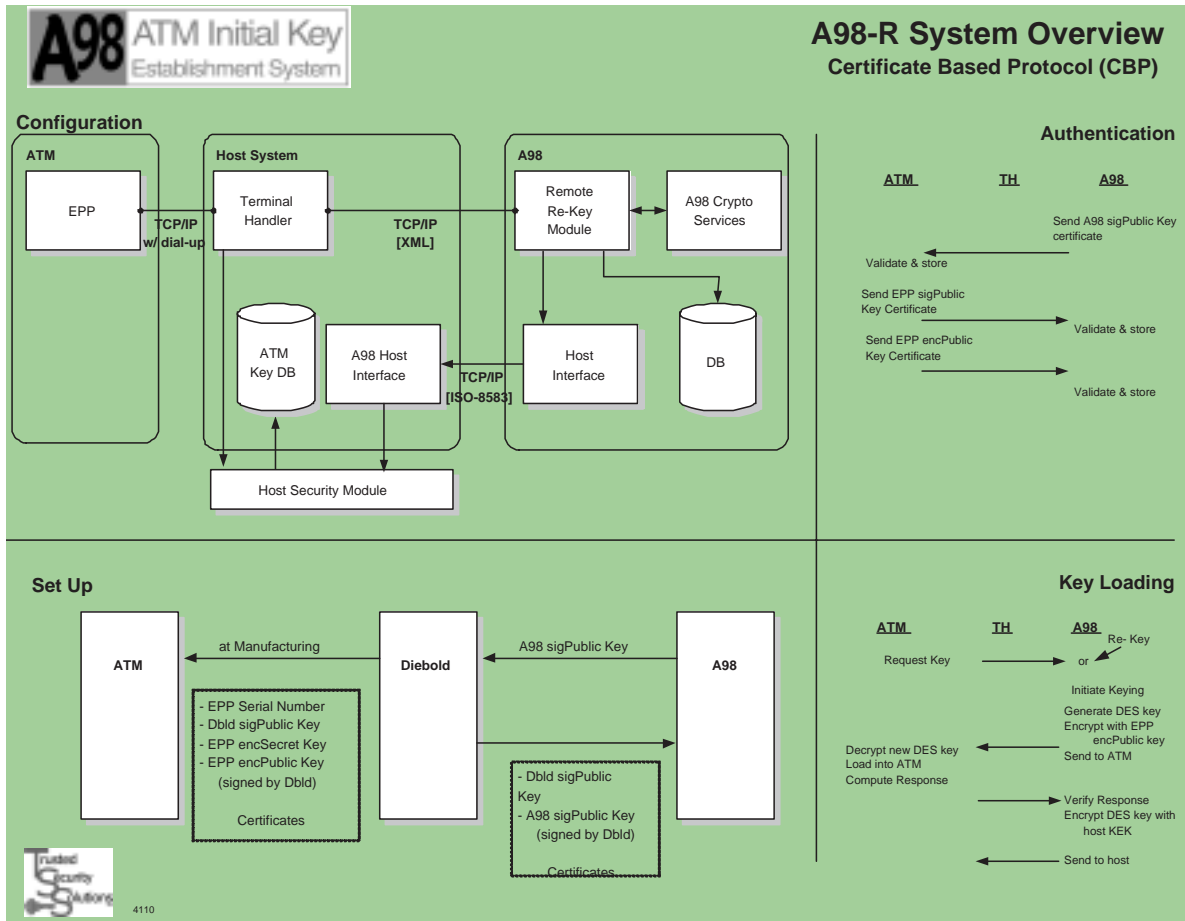 A98 ATM Initial Key
Establishment System
A98-R System Overview
Certificate Based Protocol (CBP)
Configuration
ATM
EPP
TCP/IP
w/ dial-up
Host System
Terminal
Handler
TCP/IP
[XML]
ATM
Key DB
A98 Host
Interface
TCP/IP
[ISO-8583]
Host Security Module
A98
Remote
Re-Key
Module
A98 Crypto
Services
Host
Interface
DB
Authentication
ATM TH A98
Send A98 sigPublic Key
certificate
Validate & store
Send EPP sigPublic
Key Certificate
Validate & store
Send EPP encPublic
Key Certificate
Validate & store
Set Up
ATM
at Manufacturing
Diebold
A98 sigPublic Key
A98
- EPP Serial Number
- Dbld sigPublic Key
- EPP encSecret Key
- EPP encPublic Key
(signed by Dbld)
Certificates
- Dbld sigPublic
Key
- A98 sigPublic Key
(signed by Dbld)
Certificates
Key Loading
ATM TH A98
Re- Key
Request Key
or
Initiate Keying
Generate DES key
Encrypt with EPP
encPublic key
Send to ATM
Decrypt new DES key
Load into ATM
Compute Response
Verify Response
Encrypt DES key with
host KEK
Send to host
Trusted
Security
Solutions
4110